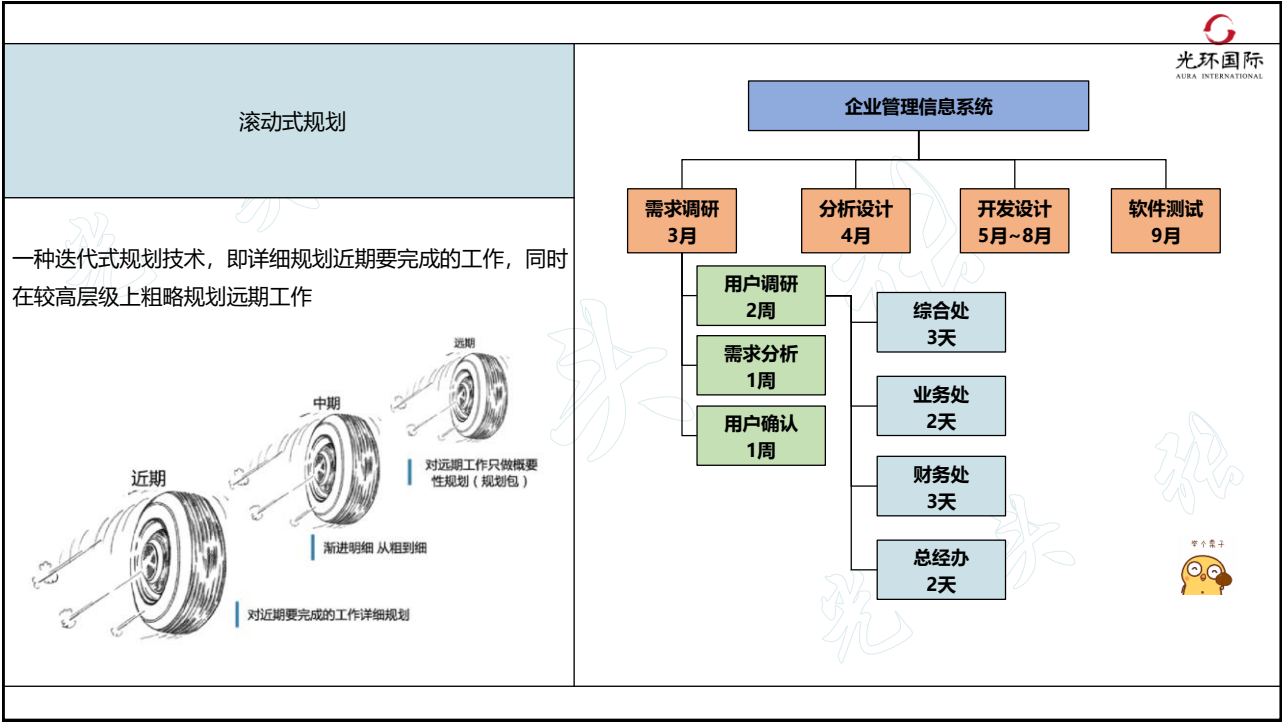 光环国际
AURA INTERNATIONAL
滚动式规划
一种迭代式规划技术，即详细规划近期要完成的工作，同时
在较高层级上粗略规划远期工作
远期
中期
近期
对远期工作只做概要
性规划（规划包）
渐进明细 从粗到细
对近期要完成的工作详细规划
企业管理信息系统
需求调研
3月
分析设计
4月
开发设计
5月~8月
软件测试
9月
用户调研
2周
需求分析
1周
用户确认
1周
综合处
3天
业务处
2天
财务处
3天
总经办
2天
举个栗子